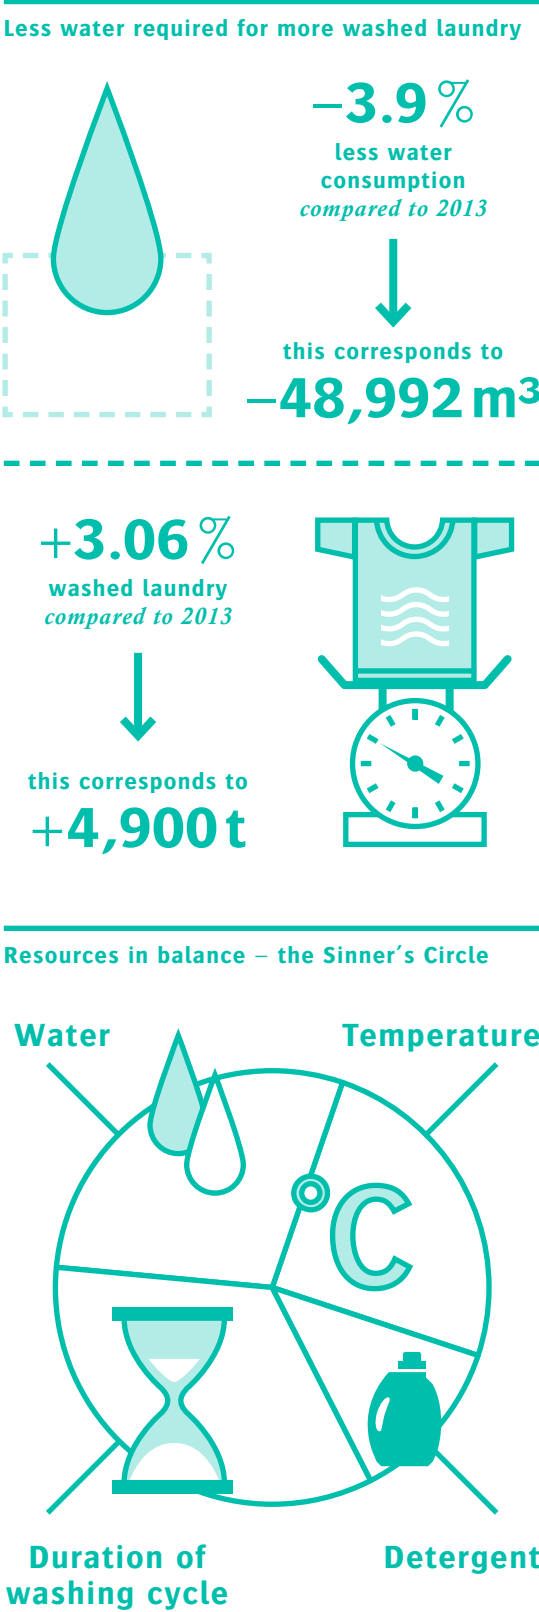 Less water required for more washed laundry
–3.9 %
less water
consumption
compared to 2013
this corresponds to
–48,992 m³
+3.06 %
washed laundry
compared to 2013
this corresponds to
+4,900 t
Resources in balance – the Sinner´s Circle
Water
Temperature
°C
Duration of
washing cycle
Detergent